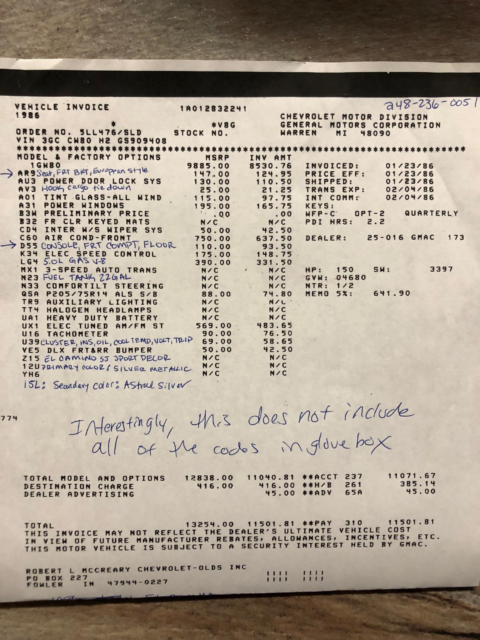 748-236-0051
VEHICLE INVOICE 1A012832241 CHEVROLET MOTOR DIVISION
1986 * *V8G GENERAL MOTORS CORPORATION
ORDER NO. 5LL476/SLD STOCK NO. WARREN MI 48090
VIN 3GC CW80 H2 GS909408
MODEL & FACTORY OPTIONS MSRP INV AMT
1GW80 9885.00 8530.76 INVOICED: 01/23/86
AR9 Seat, FRT BKT, European Style 147.00 124.95 PRICE EFF: 01/23/86
AU3 POWER DOOR LOCK SYS 130.00 110.50 SHIPPED: 01/23/86
AV3 Hook, cargo tie down 25.00 21.25 TRANS EXP: 02/04/86
A01 TINT GLASS-ALL WIND 115.00 97.75 INT COMM: 02/04/86
A31 POWER WINDOWS 195.00 165.75 KEYS:
B3W PRELIMINARY PRICE .00 .00 WFP-C OPT-2 QUARTERLY
B32 FR CLR KEYED MATS N/C N/C PDI HRS: 2.2
CD4 INTER W/S WIPER SYS 50.00 42.50
C60 AIR COND-FRONT 750.00 637.50 DEALER: 25-016 GMAC 173
D55 CONSOLE, FRT COMPT, FLOOR 110.00 93.50
K34 ELEC SPEED CONTROL 175.00 148.75
LG4 5.0L GAS V-8 390.00 331.50
MX1 3-SPEED AUTO TRANS N/C N/C HP: 150 SW: 3397
N23 FUEL TANK, 22GAL N/C N/C GVW: 04680
N33 COMFORTILT STEERING N/C N/C NTR: 1/2
QSA P205/75R14 ALS S/B 88.00 74.80 MEMO 5%: 641.90
TR9 AUXILIARY LIGHTING N/C N/C
TT4 HALOGEN HEADLAMPS N/C N/C
UA1 HEAVY DUTY BATTERY N/C N/C
UX1 ELEC TUNED AM/FM ST 569.00 483.65
U16 TACHOMETER 90.00 76.50
U39 CLUSTER, INS, OIL, COOL TEMP, VOLT, TRIP 69.00 58.65
VE5 DLX FRT&RR BUMPER 50.00 42.50
Z15 EL CAMINO SS SPORT DECOR N/C N/C
12U PRIMARY COLOR: SILVER METALLIC N/C N/C
YH6 N/C N/C
15L: Secondary color: Astral Silver
774
Interestingly, this does not include
all of the codes in glove box
TOTAL MODEL AND OPTIONS 12838.00 11040.81 **ACCT 237 11071.67
DESTINATION CHARGE 416.00 416.00 **H/B 261 385.14
DEALER ADVERTISING 45.00 **ADV 65A 45.00
TOTAL 13254.00 11501.81 **PAY 310 11501.81
THIS INVOICE MAY NOT REFLECT THE DEALER'S ULTIMATE VEHICLE COST
IN VIEW OF FUTURE MANUFACTURER REBATES, ALLOWANCES, INCENTIVES, ETC.
THIS MOTOR VEHICLE IS SUBJECT TO A SECURITY INTEREST HELD BY GMAC.
ROBERT L MCCREARY CHEVROLET-OLDS INC
PO BOX 227
FOWLER IN 47944-0227